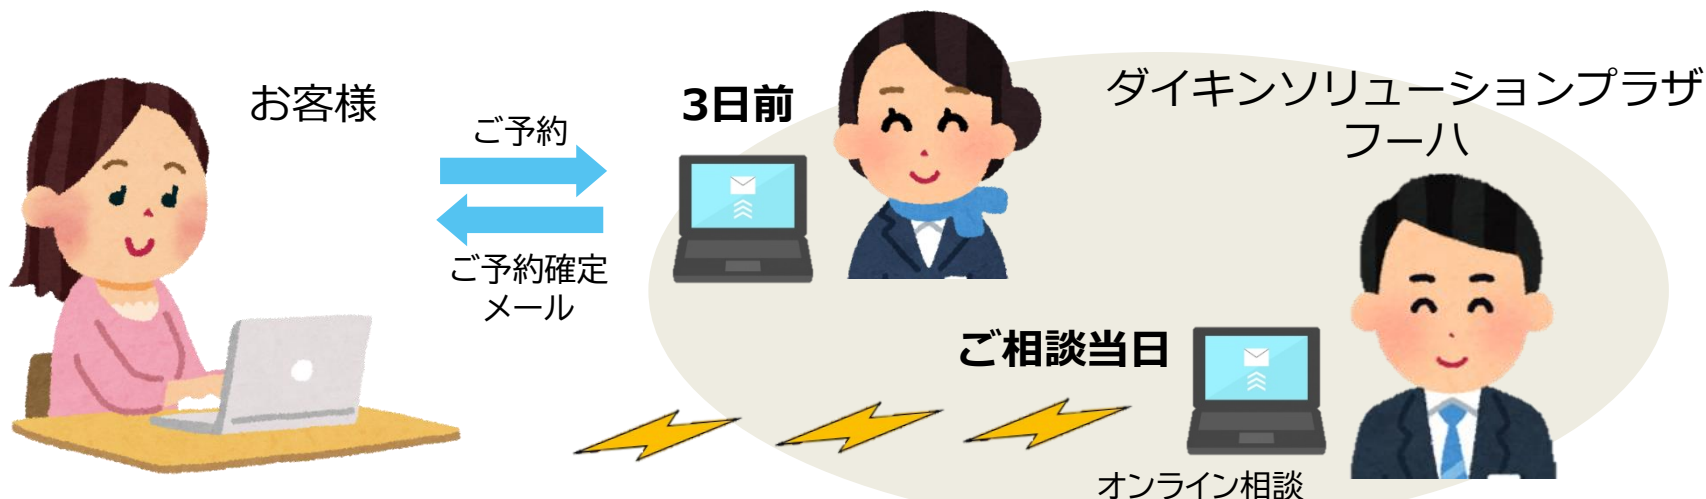 お客様
ご予約
ご予約確定
メール
3日前
ダイキンソリューションプラザ
フーハ
ご相談当日
オンライン相談